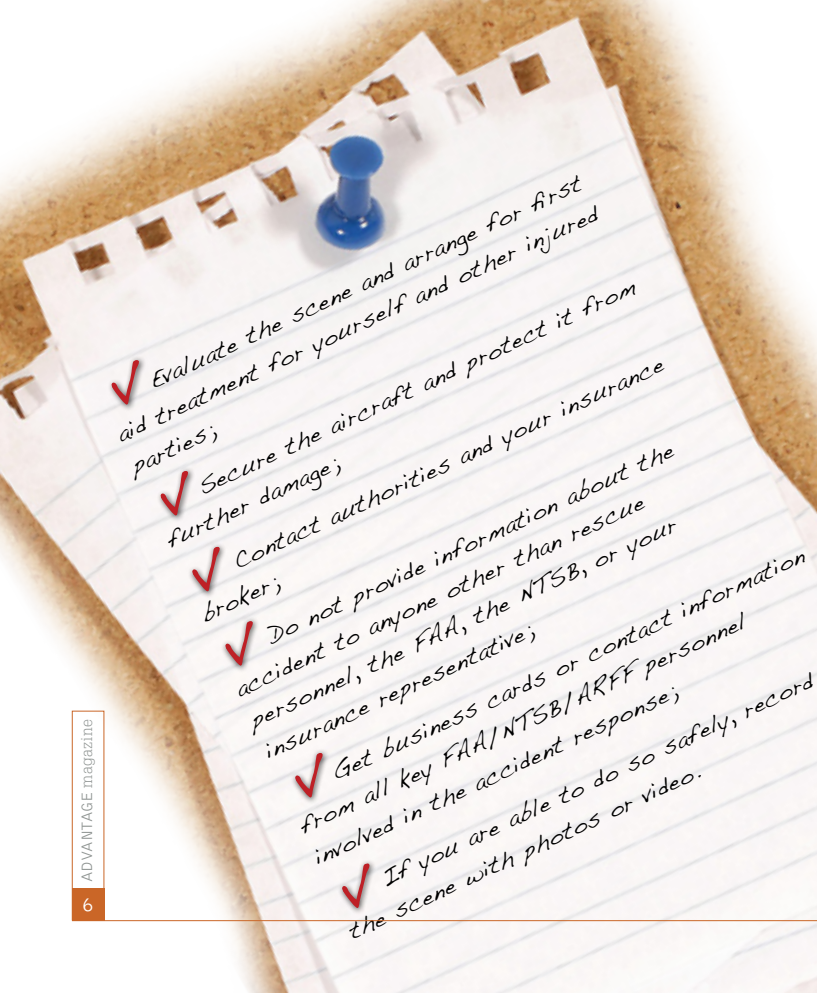 Evaluate the scene and arrange for first
aid treatment for yourself and other injured
parties;
Secure the aircraft and protect it from
further damage;
Contact authorities and your insurance
broker;
Do not provide information about the
accident to anyone other than rescue
personnel, the FAA, the NTSB, or your
insurance representative;
Get business cards or contact information
from all key FAA/NTSB/ARFF personnel
involved in the accident response;
If you are able to do so safely, record
the scene with photos or video.
ADVANTAGE magazine
6